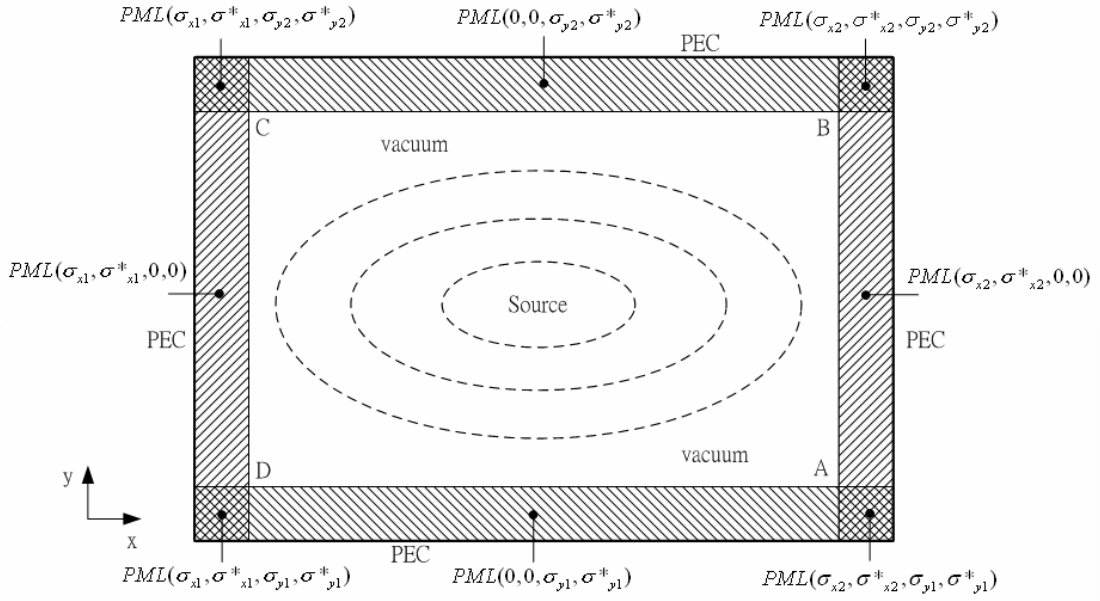 PML(σx1,σ*x1,σy2,σ*y2)
PML(0,0,σy2,σ*y2)
PML(σx2,σ*x2,σy2,σ*y2)
PEC
C
B
vacuum
PML(σx1,σ*x1,0,0)
Source
PML(σx2,σ*x2,0,0)
PEC
PEC
vacuum
D
A
y
x
PEC
PML(σx1,σ*x1,σy1,σ*y1)
PML(0,0,σy1,σ*y1)
PML(σx2,σ*x2,σy1,σ*y1)